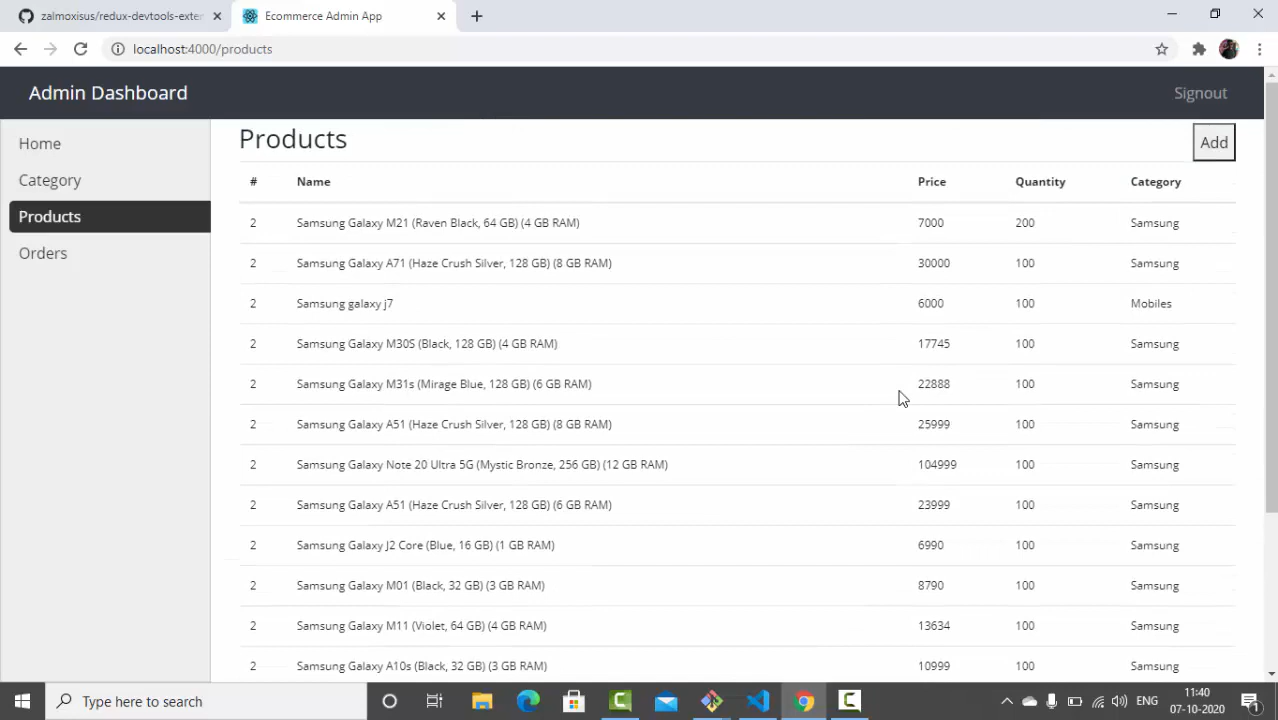 zalmoxisus/redux-devtools-exten
Ecommerce Admin App
localhost:4000/products
Admin Dashboard
Signout
Home
Category
Products
Orders
Products
Add
# Name Price Quantity Category
2 Samsung Galaxy M21 (Raven Black, 64 GB) (4 GB RAM) 7000 200 Samsung
2 Samsung Galaxy A71 (Haze Crush Silver, 128 GB) (8 GB RAM) 30000 100 Samsung
2 Samsung galaxy j7 6000 100 Mobiles
2 Samsung Galaxy M30S (Black, 128 GB) (4 GB RAM) 17745 100 Samsung
2 Samsung Galaxy M31s (Mirage Blue, 128 GB) (6 GB RAM) 22888 100 Samsung
2 Samsung Galaxy A51 (Haze Crush Silver, 128 GB) (8 GB RAM) 25999 100 Samsung
2 Samsung Galaxy Note 20 Ultra 5G (Mystic Bronze, 256 GB) (12 GB RAM) 104999 100 Samsung
2 Samsung Galaxy A51 (Haze Crush Silver, 128 GB) (6 GB RAM) 23999 100 Samsung
2 Samsung Galaxy J2 Core (Blue, 16 GB) (1 GB RAM) 6990 100 Samsung
2 Samsung Galaxy M01 (Black, 32 GB) (3 GB RAM) 8790 100 Samsung
2 Samsung Galaxy M11 (Violet, 64 GB) (4 GB RAM) 13634 100 Samsung
2 Samsung Galaxy A10s (Black, 32 GB) (3 GB RAM) 10999 100 Samsung
Type here to search
ENG
11:40
07-10-2020